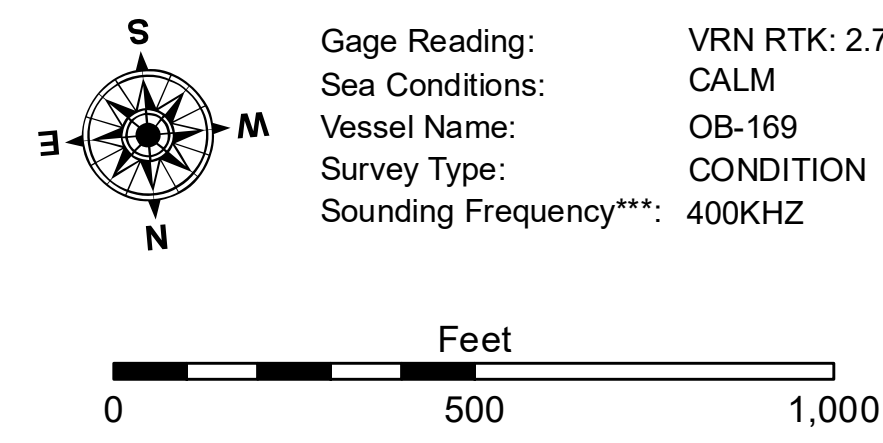 S
E
W
N
Gage Reading: VRN RTK: 2.7
Sea Conditions: CALM
Vessel Name: OB-169
Survey Type: CONDITION
Sounding Frequency***: 400KHZ
Feet
0 500 1,000